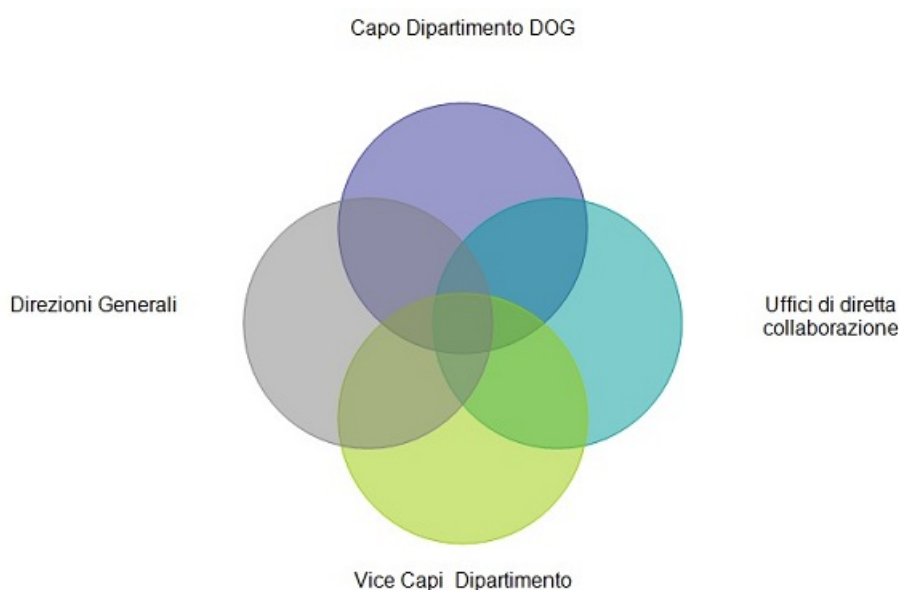 Capo Dipartimento DOG
Direzioni Generali
Uffici di diretta
collaborazione
Vice Capi  Dipartimento